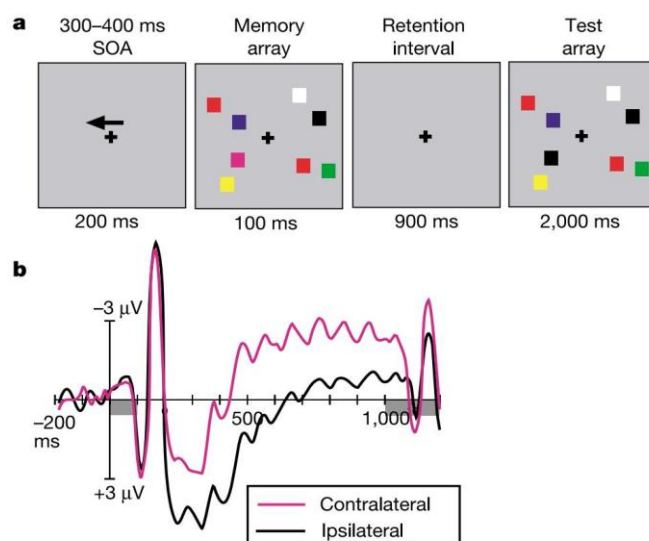 a
300–400 ms
SOA
Memory
array
Retention
interval
Test
array
200 ms
100 ms
900 ms
2,000 ms
b
−3 µV
−200
ms
500
1,000
+3 µV
Contralateral
Ipsilateral